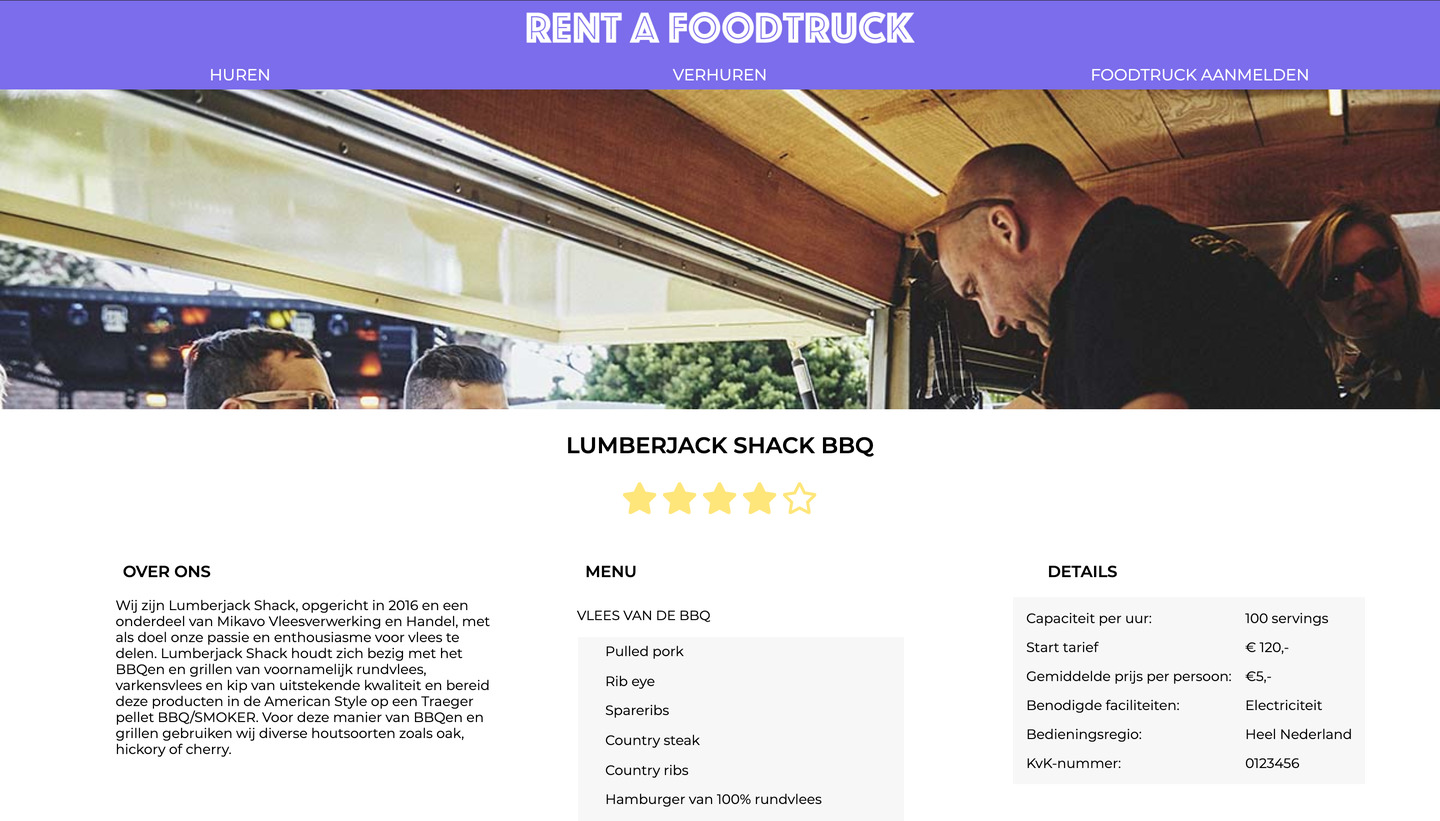 RENT A FOODTRUCK
HUREN
VERHUREN
FOODTRUCK AANMELDEN
LUMBERJACK SHACK BBQ
OVER ONS
Wij zijn Lumberjack Shack, opgericht in 2016 en een
onderdeel van Mikavo Vleesverwerking en Handel, met
als doel onze passie en enthousiasme voor vlees te
delen. Lumberjack Shack houdt zich bezig met het
BBQen en grillen van voornamelijk rundvlees,
varkensvlees en kip van uitstekende kwaliteit en bereid
deze producten in de American Style op een Traeger
pellet BBQ/SMOKER. Voor deze manier van BBQen en
grillen gebruiken wij diverse houtsoorten zoals oak,
hickory of cherry.
MENU
VLEES VAN DE BBQ
Pulled pork
Rib eye
Spareribs
Country steak
Country ribs
Hamburger van 100% rundvlees
DETAILS
Capaciteit per uur: 100 servings
Start tarief € 120,-
Gemiddelde prijs per persoon: €5,-
Benodigde faciliteiten: Electriciteit
Bedieningsregio: Heel Nederland
KvK-nummer: 0123456